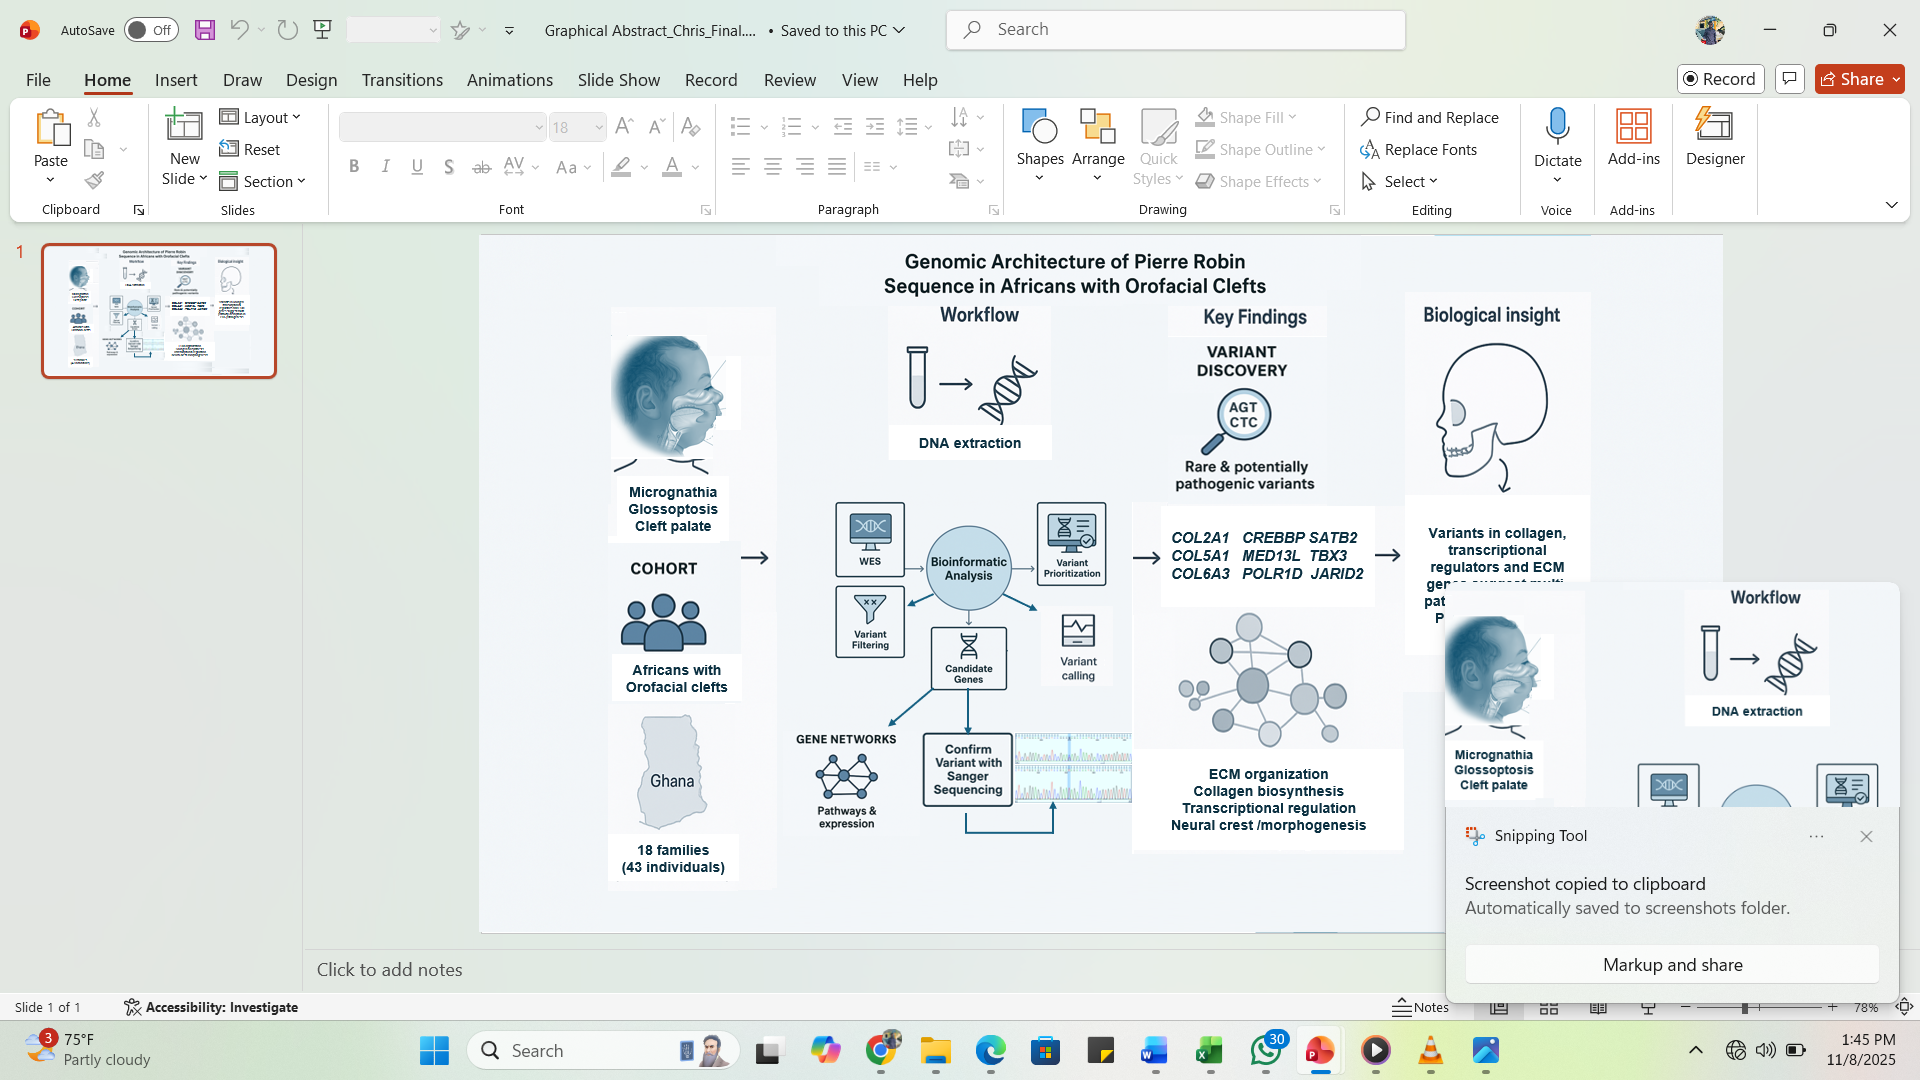 AutoSave
Off
Graphical Abstract_Chris_Final.... • Saved to this PC
Search
File
Home
Insert
Draw
Design
Transitions
Animations
Slide Show
Record
Review
View
Help
Record
Share
Paste
New
Slide
Layout
Reset
Section
18
B I U S ab AV Aa A
Shapes
Arrange
Quick
Styles
Shape Fill
Shape Outline
Shape Effects
Find and Replace
Replace Fonts
Select
Dictate
Add-ins
Designer
Clipboard
Slides
Font
Paragraph
Drawing
Editing
Voice
Add-ins
1
Genomic Architecture of Pierre Robin
Sequence in Africans with Orofacial Clefts
Micrognathia
Glossoptosis
Cleft palate
COHORT
Africans with
Orofacial clefts
Ghana
18 families
(43 individuals)
Workflow
DNA extraction
WES
Bioinformatic
Analysis
Variant
Prioritization
Variant
Filtering
Candidate
Genes
Variant
calling
GENE NETWORKS
Pathways &
expression
Confirm
Variant with
Sanger
Sequencing
Key Findings
VARIANT
DISCOVERY
AGT
CTC
Rare & potentially
pathogenic variants
COL2A1 CREBBP SATB2
COL5A1 MED13L TBX3
COL6A3 POLR1D JARID2
ECM organization
Collagen biosynthesis
Transcriptional regulation
Neural crest /morphogenesis
Biological insight
Variants in collagen,
transcriptional
regulators and ECM
Workflow
DNA extraction
Micrognathia
Glossoptosis
Cleft palate
Snipping Tool
Screenshot copied to clipboard
Automatically saved to screenshots folder.
Markup and share
Click to add notes
Slide 1 of 1
Accessibility: Investigate
Notes
78%
3
75°F
Partly cloudy
Search
30
1:45 PM
11/8/2025